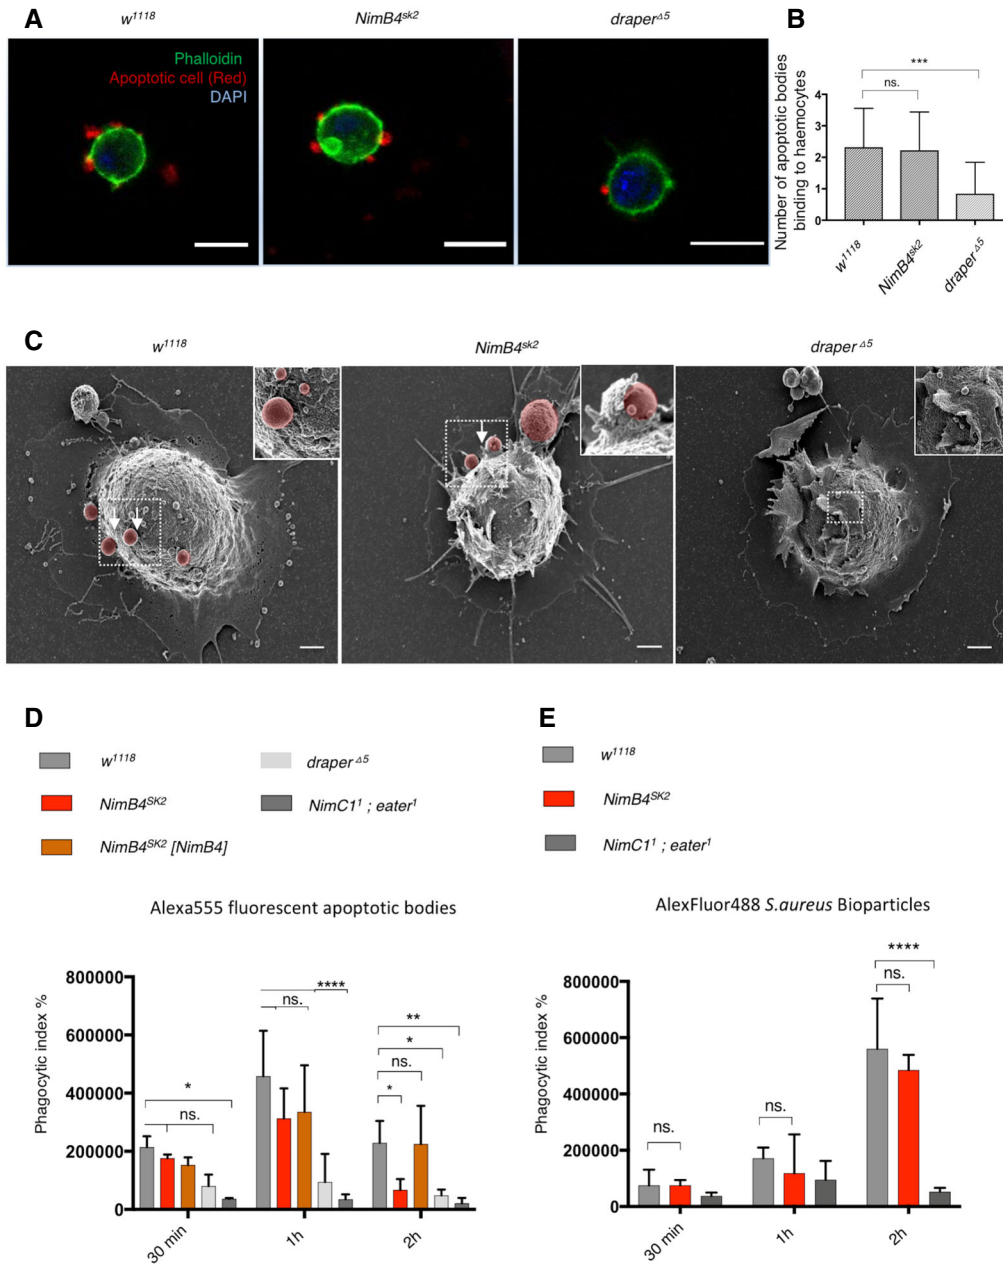 A
w1118
NimB4sk2
draperΔ5
Phalloidin
Apoptotic cell (Red)
DAPI
B
***
ns.
4
3
2
1
0
Number of apoptotic bodies
binding to haemocytes
w1118
NimB4sk2
draperΔ5
C
w1118
NimB4sk2
draperΔ5
D
w1118
draperΔ5
NimB4SK2
NimC11 ; eater1
NimB4SK2 [NimB4]
Alexa555 fluorescent apoptotic bodies
Phagocytic index %
800000
600000
400000
200000
0
*
ns.
****
ns.
**
*
ns.
*
30 min
1h
2h
E
w1118
NimB4SK2
NimC11 ; eater1
AlexFluor488 S.aureus Bioparticles
Phagocytic index %
800000
600000
400000
200000
0
ns.
ns.
****
ns.
30 min
1h
2h